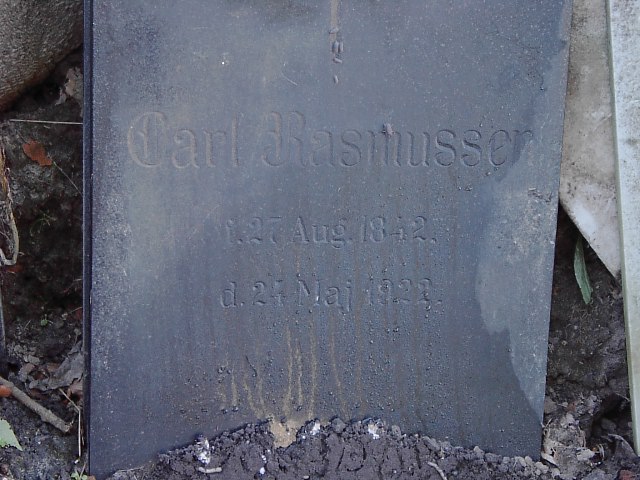 Carl Rasmussen
f. 27 Aug. 1842.
d. 24 Maj 1922.